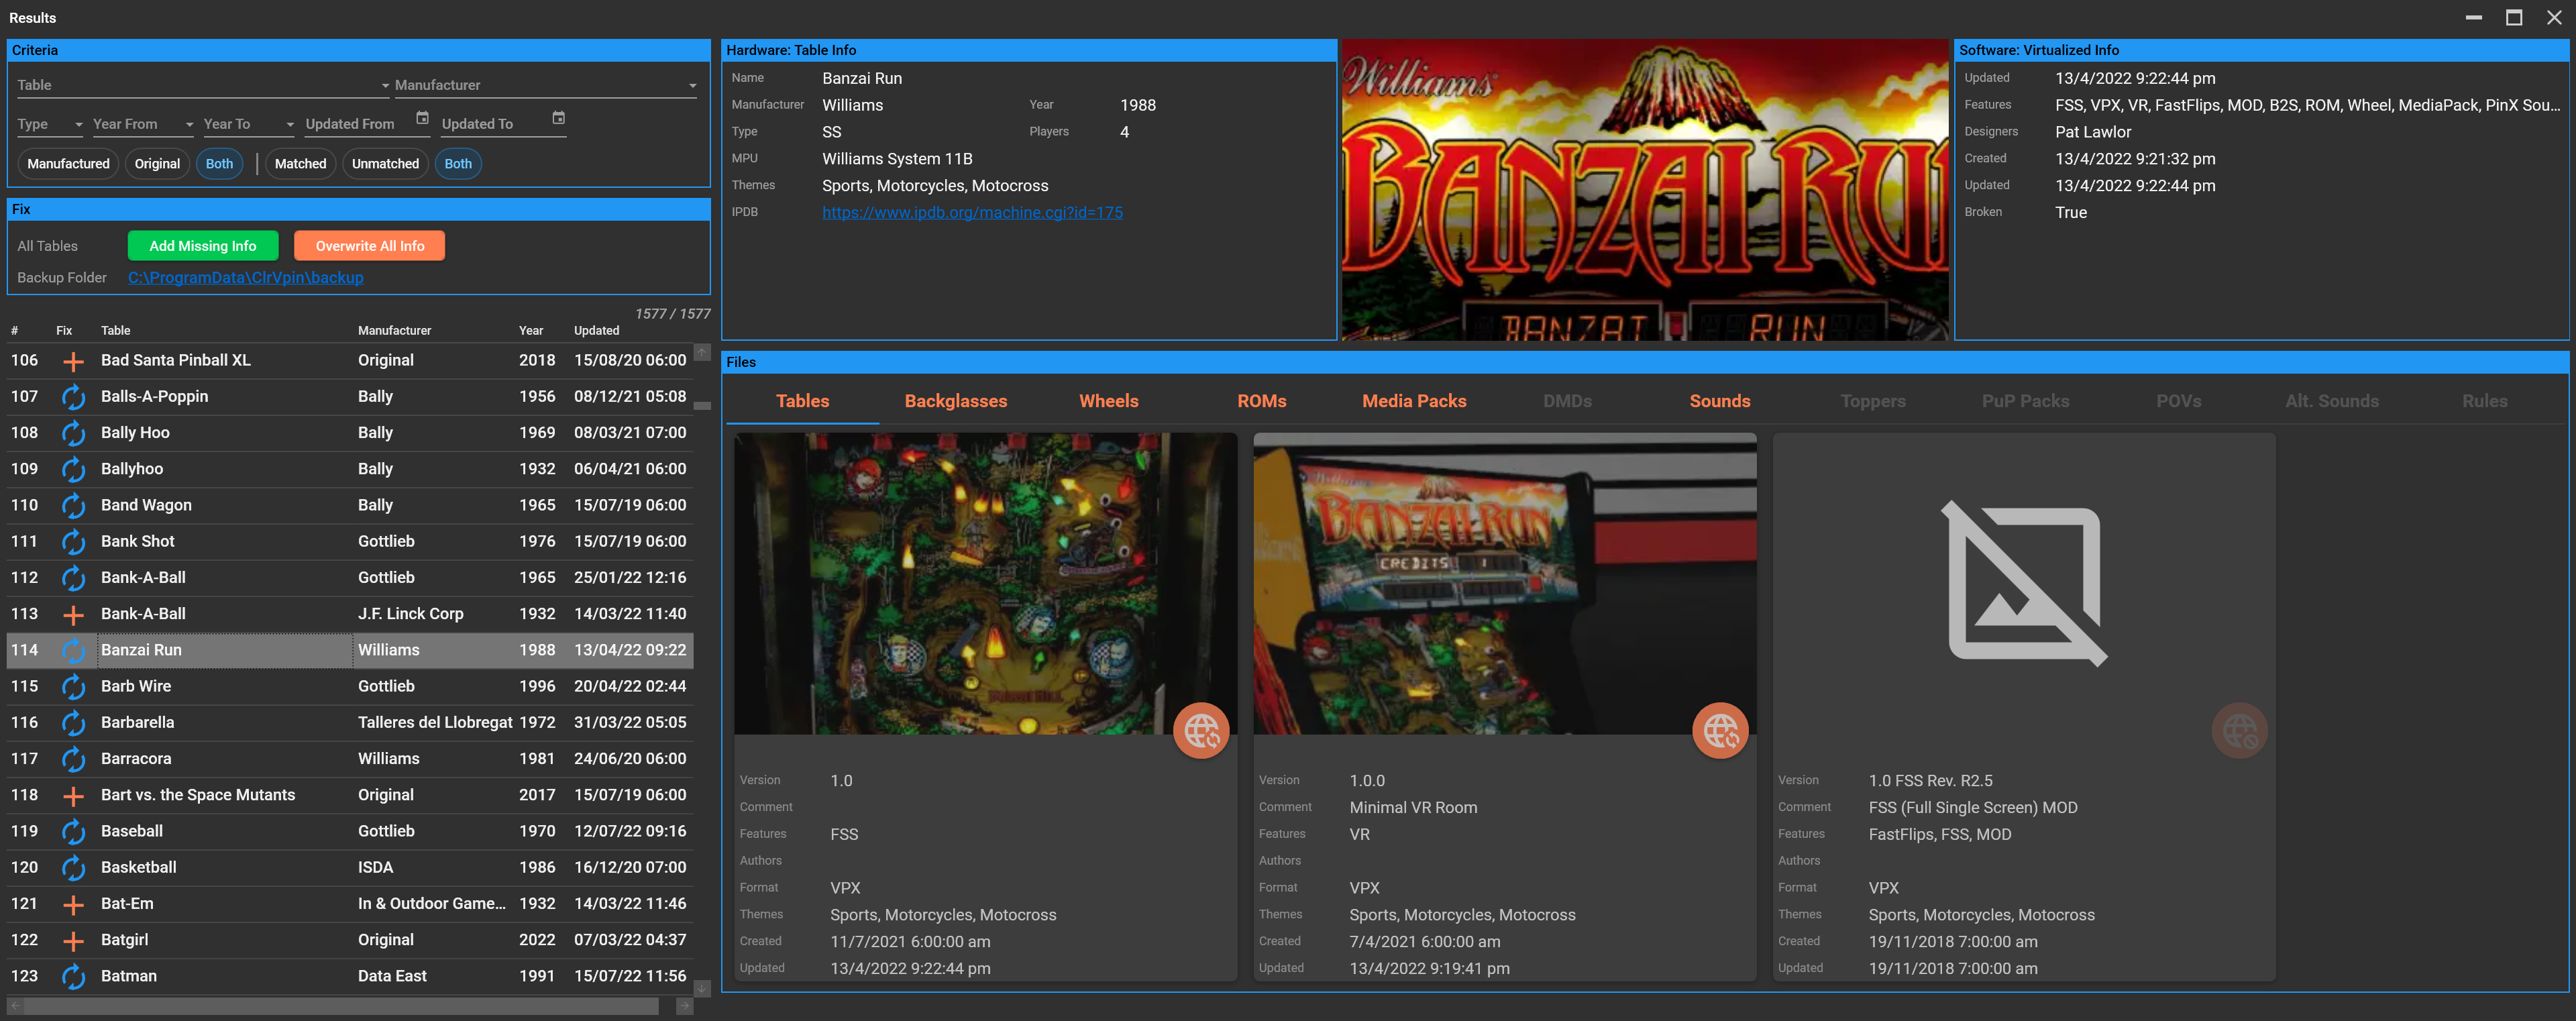 Results
Criteria
Table Manufacturer
Type Year From Year To Updated From Updated To
Manufactured Original Both | Matched Unmatched Both
Fix
All Tables Add Missing Info Overwrite All Info
Backup Folder C:\ProgramData\ClrVpin\backup
1577 / 1577
# Fix Table Manufacturer Year Updated
106 Bad Santa Pinball XL Original 2018 15/08/20 06:00
107 Balls-A-Poppin Bally 1956 08/12/21 05:08
108 Bally Hoo Bally 1969 08/03/21 07:00
109 Ballyhoo Bally 1932 06/04/21 06:00
110 Band Wagon Bally 1965 15/07/19 06:00
111 Bank Shot Gottlieb 1976 15/07/19 06:00
112 Bank-A-Ball Gottlieb 1965 25/01/22 12:16
113 Bank-A-Ball J.F. Linck Corp 1932 14/03/22 11:40
114 Banzai Run Williams 1988 13/04/22 09:22
115 Barb Wire Gottlieb 1996 20/04/22 02:44
116 Barbarella Talleres del Llobregat 1972 31/03/22 05:05
117 Barracora Williams 1981 24/06/20 06:00
118 Bart vs. the Space Mutants Original 2017 15/07/19 06:00
119 Baseball Gottlieb 1970 12/07/22 09:16
120 Basketball ISDA 1986 16/12/20 07:00
121 Bat-Em In & Outdoor Game... 1932 14/03/22 11:46
122 Batgirl Original 2022 07/03/22 04:37
123 Batman Data East 1991 15/07/22 11:56
Hardware: Table Info
Name Banzai Run
Manufacturer Williams Year 1988
Type SS Players 4
MPU Williams System 11B
Themes Sports, Motorcycles, Motocross
IPDB https://www.ipdb.org/machine.cgi?id=175
Williams
BANZAI RU
BANZAI RUN
Software: Virtualized Info
Updated 13/4/2022 9:22:44 pm
Features FSS, VPX, VR, FastFlips, MOD, B2S, ROM, Wheel, MediaPack, PinX Sou...
Designers Pat Lawlor
Created 13/4/2022 9:21:32 pm
Updated 13/4/2022 9:22:44 pm
Broken True
Files
Tables Backglasses Wheels ROMs Media Packs DMDs Sounds Toppers PuP Packs POVs Alt. Sounds Rules
Version 1.0
Comment
Features FSS
Authors
Format VPX
Themes Sports, Motorcycles, Motocross
Created 11/7/2021 6:00:00 am
Updated 13/4/2022 9:22:44 pm
Williams
BANZAI RUN
CREDITS 1
Version 1.0.0
Comment Minimal VR Room
Features VR
Authors
Format VPX
Themes Sports, Motorcycles, Motocross
Created 7/4/2021 6:00:00 am
Updated 13/4/2022 9:19:41 pm
Version 1.0 FSS Rev. R2.5
Comment FSS (Full Single Screen) MOD
Features FastFlips, FSS, MOD
Authors
Format VPX
Themes Sports, Motorcycles, Motocross
Created 19/11/2018 7:00:00 am
Updated 19/11/2018 7:00:00 am